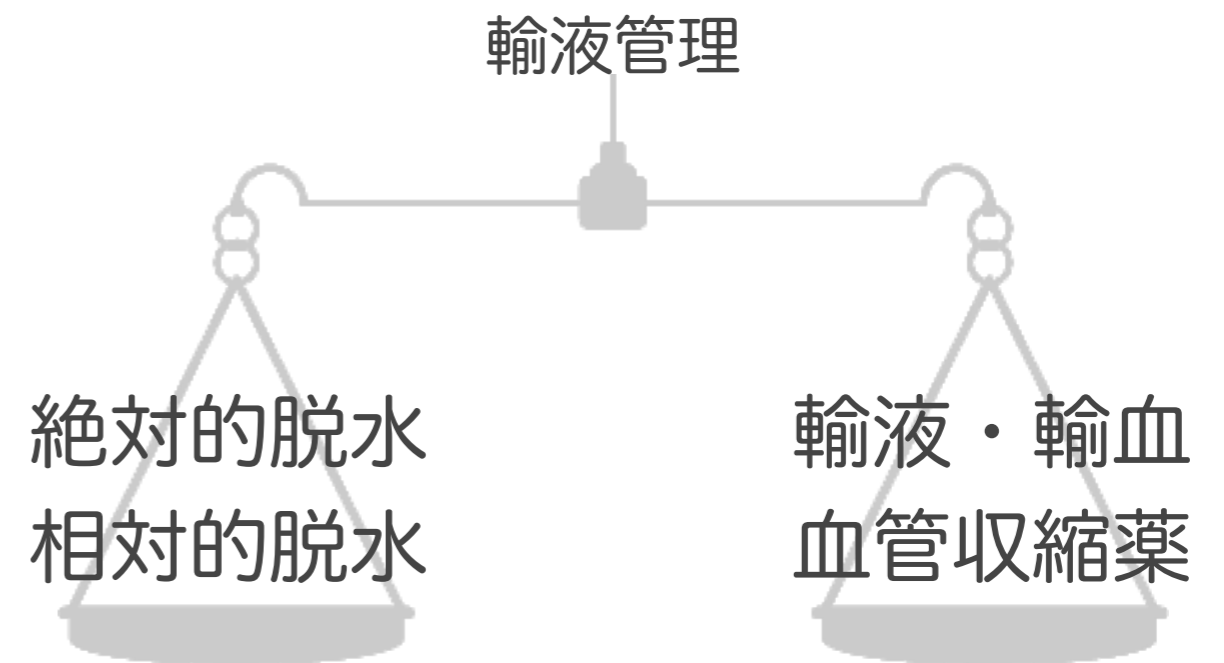 輸液管理
絶対的脱水
輸液・輸血
相対的脱水
血管収縮薬